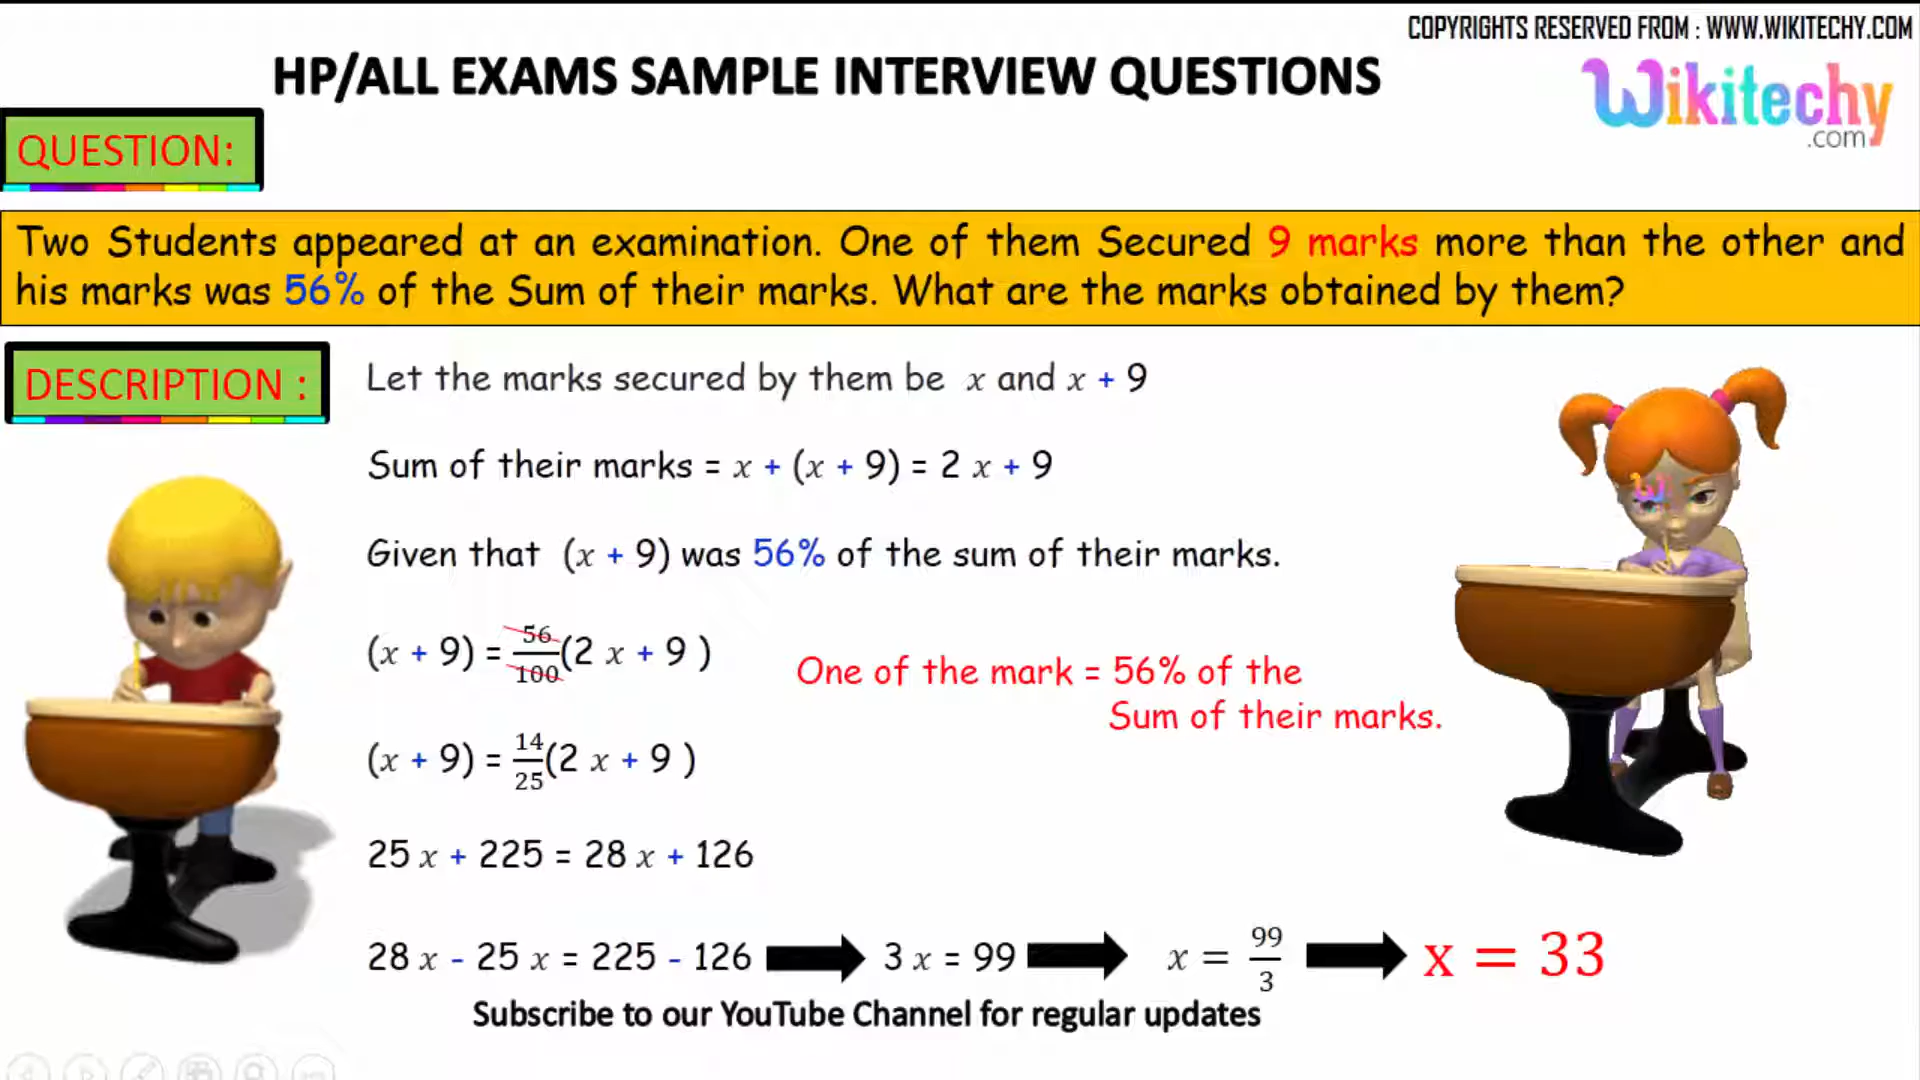 COPYRIGHTS RESERVED FROM : WWW.WIKITECHY.COM
HP/ALL EXAMS SAMPLE INTERVIEW QUESTIONS
Wikitechy
.com
QUESTION:
Two Students appeared at an examination. One of them Secured 9 marks more than the other and
his marks was 56% of the Sum of their marks. What are the marks obtained by them?
DESCRIPTION :
Let the marks secured by them be x and x + 9
Sum of their marks = x + (x + 9) = 2 x + 9
Given that (x + 9) was 56% of the sum of their marks.
(x + 9) = 56/100(2 x + 9 )
One of the mark = 56% of the
Sum of their marks.
(x + 9) = 14/25(2 x + 9 )
25 x + 225 = 28 x + 126
28 x - 25 x = 225 - 126 ➡ 3 x = 99 ➡ x = 99/3 ➡ x = 33
Subscribe to our YouTube Channel for regular updates